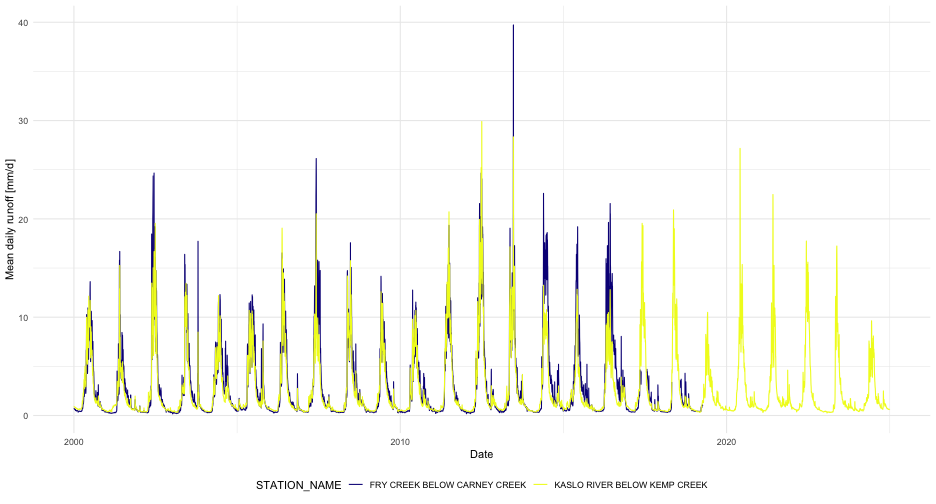 40
30
20
10
0
Mean daily runoff [mm/d]
2000
2010
2020
Date
STATION_NAME
FRY CREEK BELOW CARNEY CREEK
KASLO RIVER BELOW KEMP CREEK